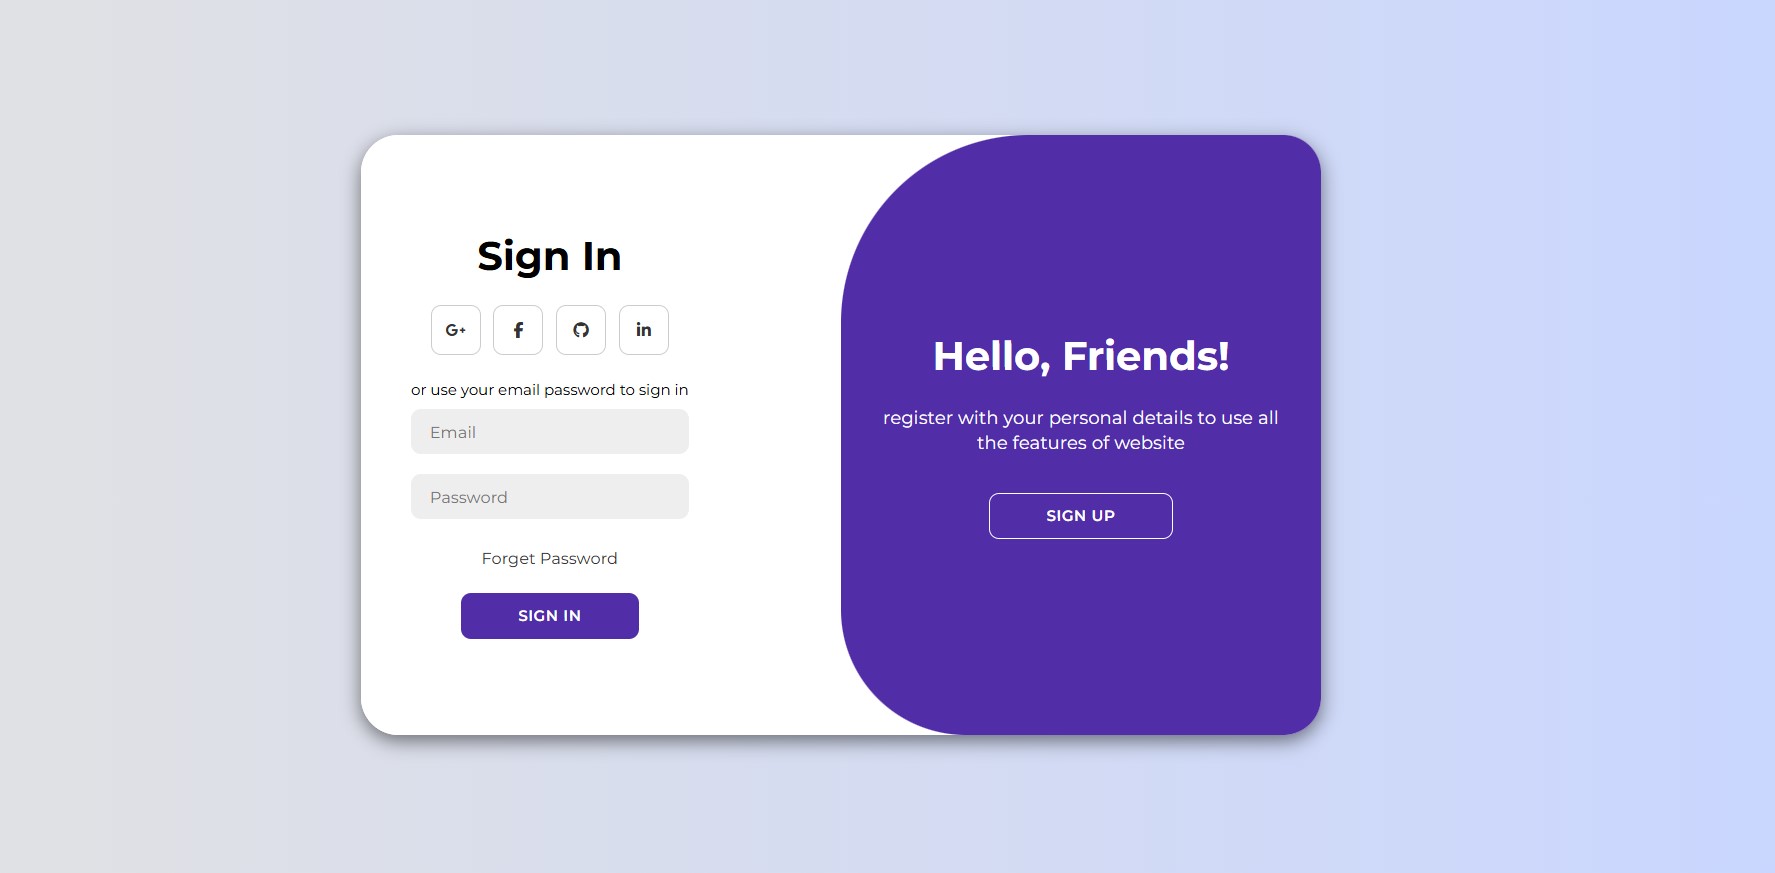 Sign In
G+
f
in
or use your email password to sign in
Email
Password
Forget Password
SIGN IN
Hello, Friends!
register with your personal details to use all
the features of website
SIGN UP